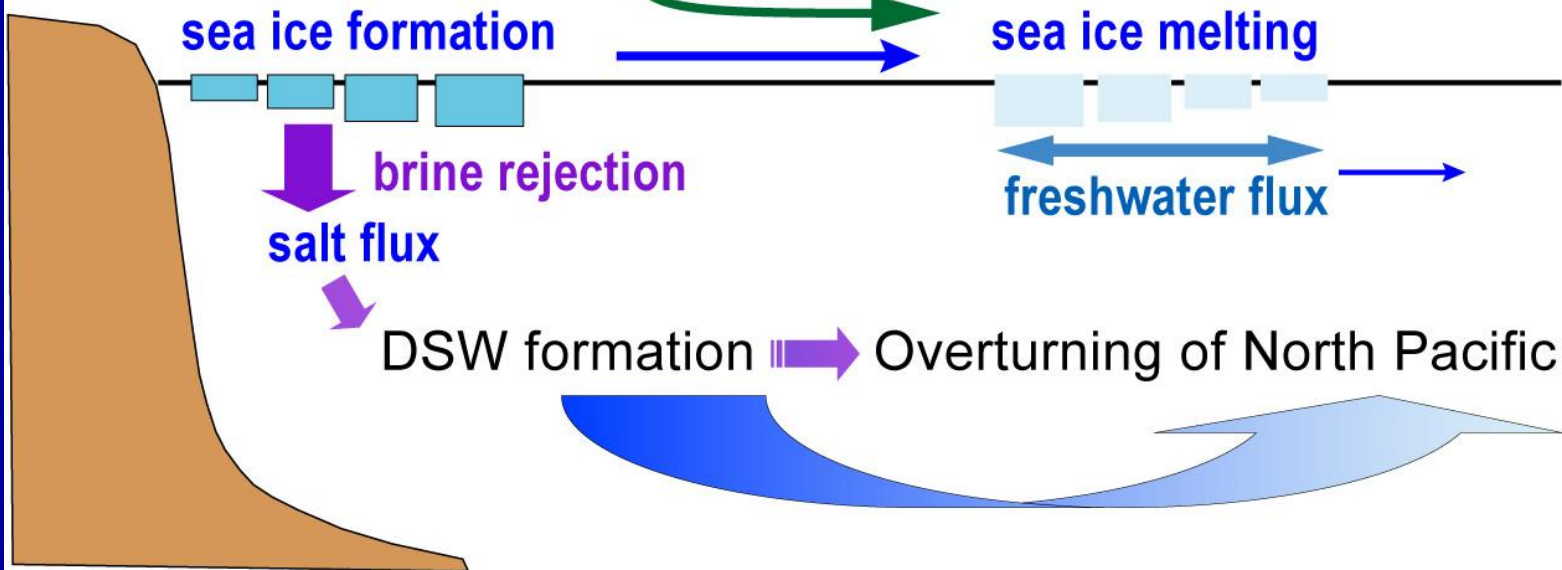 sea ice formation
sea ice melting
brine rejection
freshwater flux
salt flux
DSW formation
Overturning of North Pacific